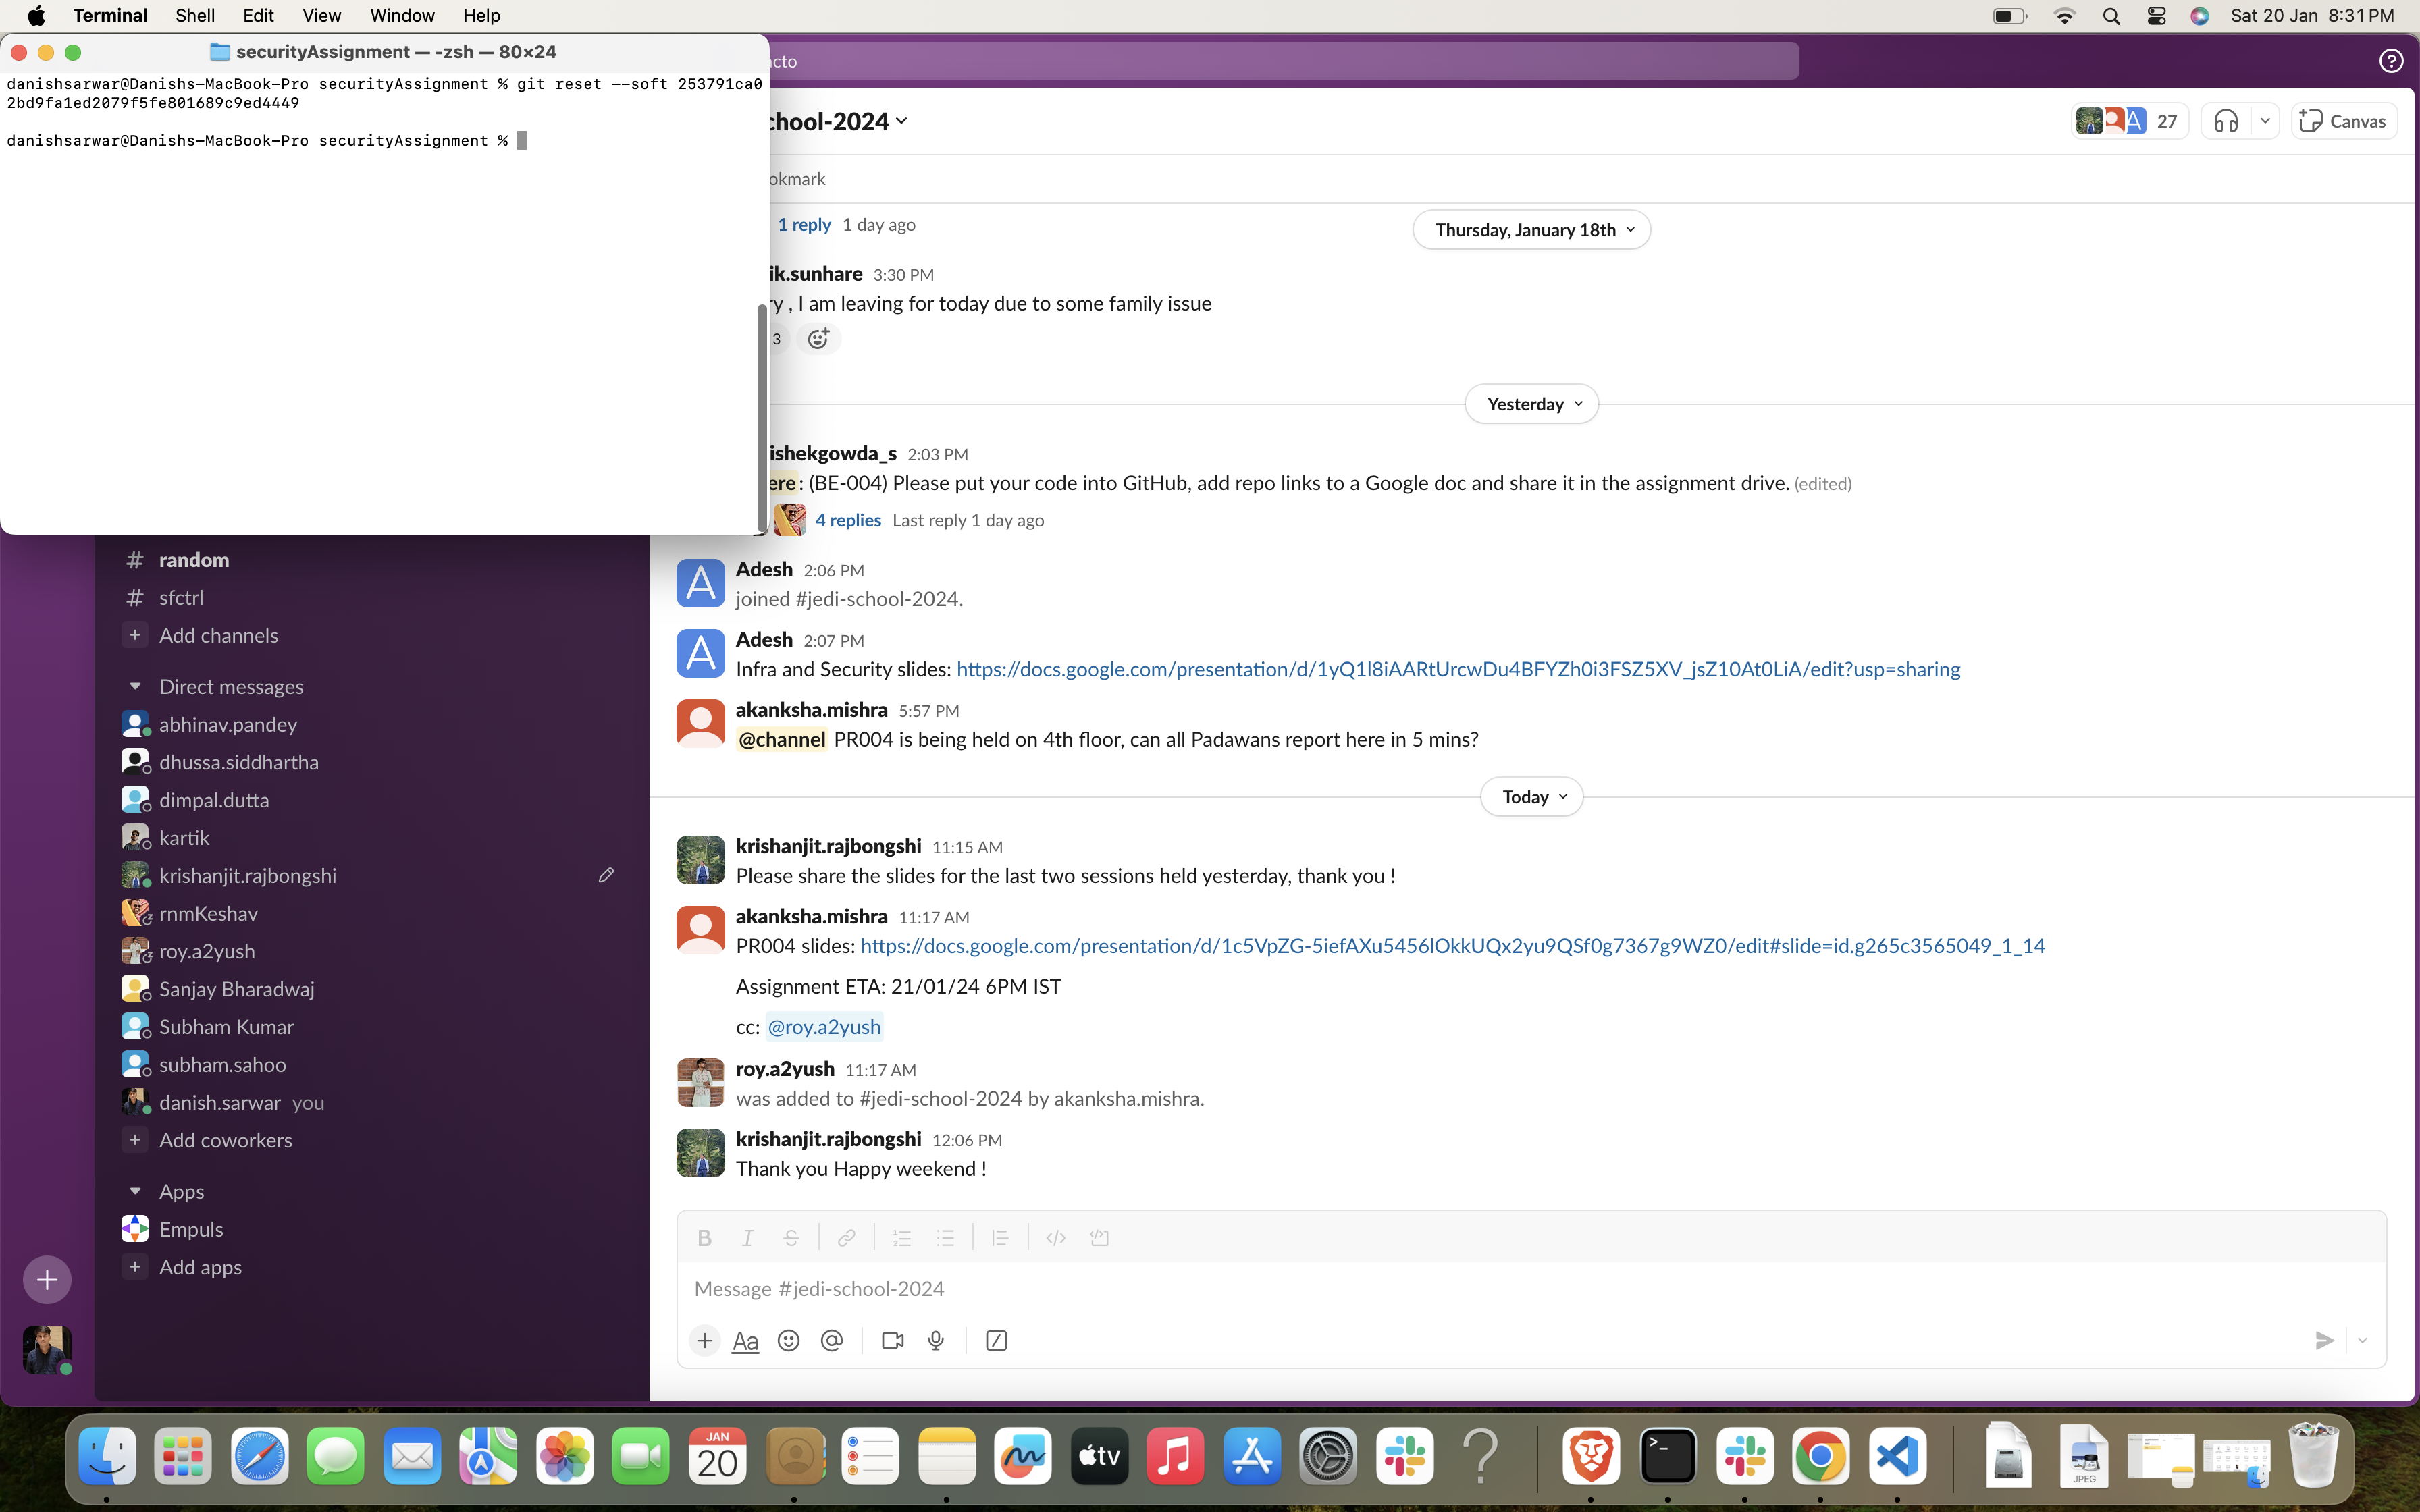 Terminal Shell Edit View Window Help Sat 20 Jan 8:31 PM
securityAssignment — -zsh — 80×24
danishsarwar@Danishs-MacBook-Pro securityAssignment % git reset --soft 253791ca0
2bd9fa1ed2079f5fe801689c9ed4449
danishsarwar@Danishs-MacBook-Pro securityAssignment %
cto
chool-2024
27
Canvas
okmark
1 reply 1 day ago
Thursday, January 18th
ik.sunhare 3:30 PM
ry , I am leaving for today due to some family issue
3
Yesterday
ishekgowda_s 2:03 PM
ere : (BE-004) Please put your code into GitHub, add repo links to a Google doc and share it in the assignment drive. (edited)
4 replies Last reply 1 day ago
# random
# sfctrl
+ Add channels
Direct messages
abhinav.pandey
dhussa.siddhartha
dimpal.dutta
kartik
krishanjit.rajbongshi
rnmKeshav
roy.a2yush
Sanjay Bharadwaj
Subham Kumar
subham.sahoo
danish.sarwar you
+ Add coworkers
Apps
Empuls
+ Add apps
A
Adesh 2:06 PM
joined #jedi-school-2024.
A
Adesh 2:07 PM
Infra and Security slides: https://docs.google.com/presentation/d/1yQ1l8iAARtUrcwDu4BFYZh0i3FSZ5XV_jsZ10At0LiA/edit?usp=sharing
akanksha.mishra 5:57 PM
@channel PR004 is being held on 4th floor, can all Padawans report here in 5 mins?
Today
krishanjit.rajbongshi 11:15 AM
Please share the slides for the last two sessions held yesterday, thank you !
akanksha.mishra 11:17 AM
PR004 slides: https://docs.google.com/presentation/d/1c5VpZG-5iefAXu5456lOkkUQx2yu9QSf0g7367g9WZ0/edit#slide=id.g265c3565049_1_14
Assignment ETA: 21/01/24 6PM IST
cc: @roy.a2yush
roy.a2yush 11:17 AM
was added to #jedi-school-2024 by akanksha.mishra.
krishanjit.rajbongshi 12:06 PM
Thank you Happy weekend !
B I S
Message #jedi-school-2024
+ Aa @
JAN
20
tv
JPEG